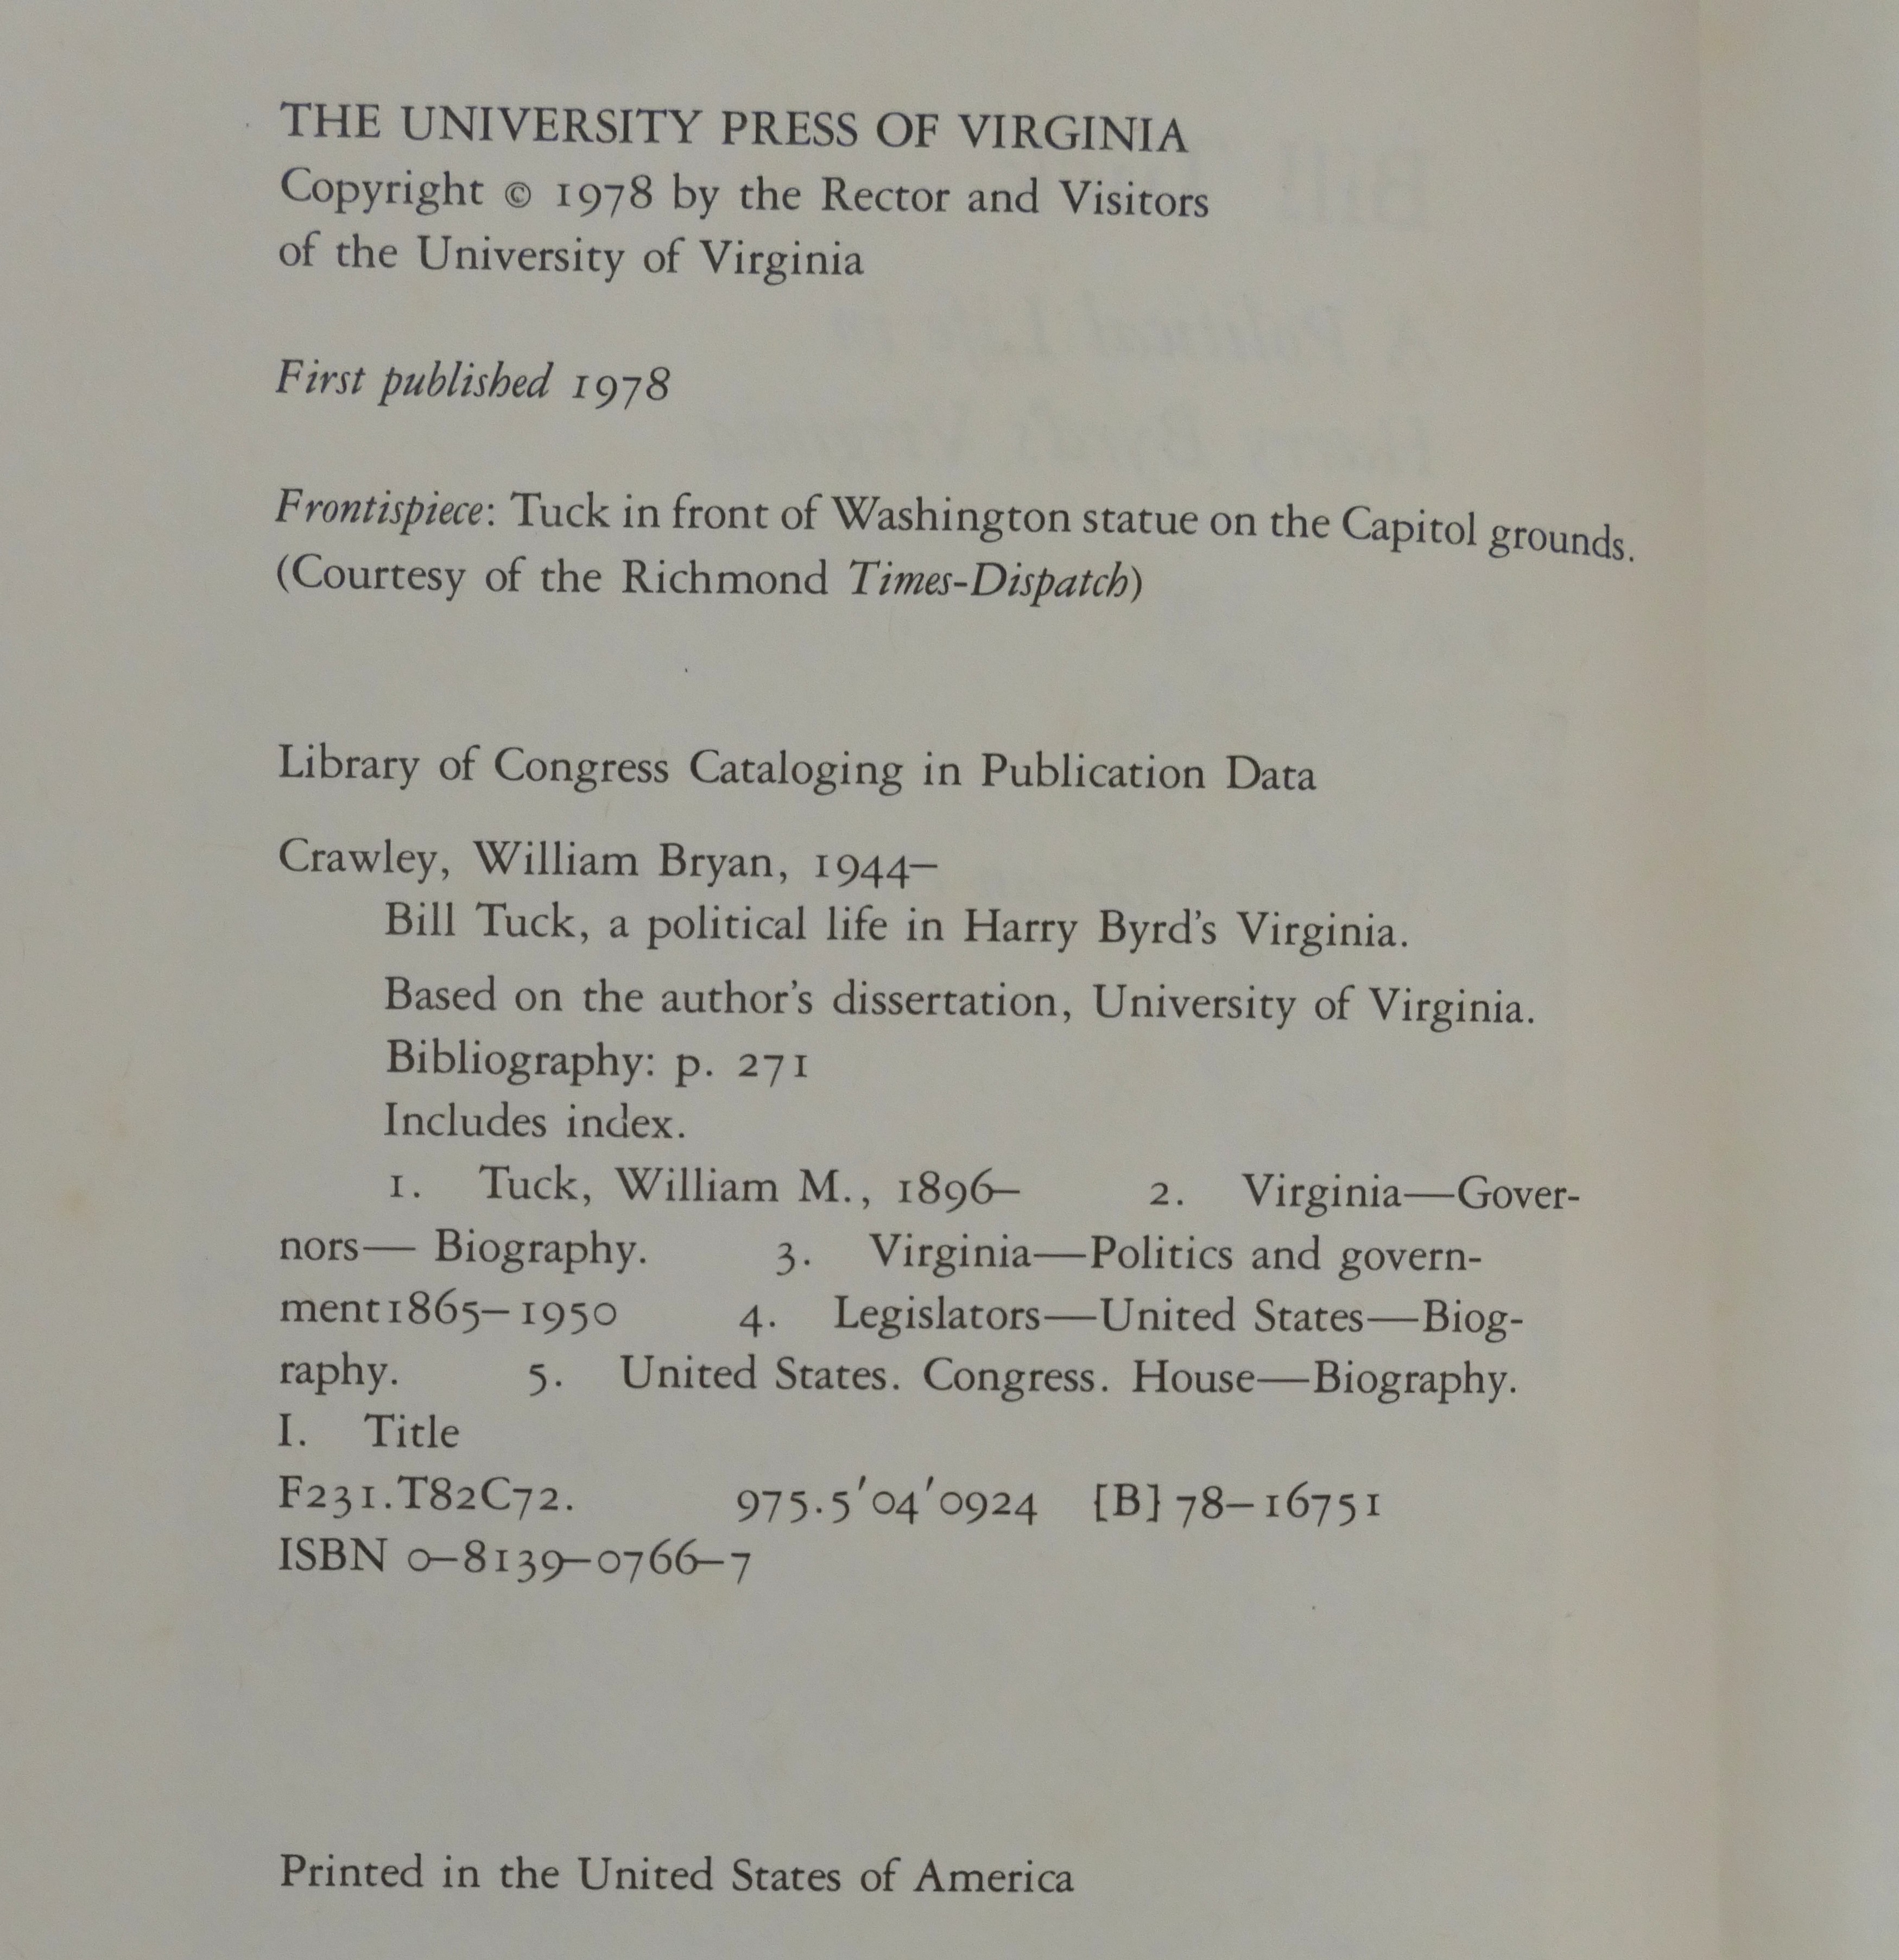 THE UNIVERSITY PRESS OF VIRGINIA
Copyright © 1978 by the Rector and Visitors
of the University of Virginia
First published 1978
Frontispiece: Tuck in front of Washington statue on the Capitol grounds.
(Courtesy of the Richmond Times-Dispatch)
Library of Congress Cataloging in Publication Data
Crawley, William Bryan, 1944–
Bill Tuck, a political life in Harry Byrd's Virginia.
Based on the author's dissertation, University of Virginia.
Bibliography: p. 271
Includes index.
1. Tuck, William M., 1896– 2. Virginia—Gover-
nors— Biography. 3. Virginia—Politics and govern-
ment1865–1950 4. Legislators—United States—Biog-
raphy. 5. United States. Congress. House—Biography.
I. Title
F231.T82C72. 975.5'04'0924 [B] 78–16751
ISBN 0–8139–0766–7
Printed in the United States of America